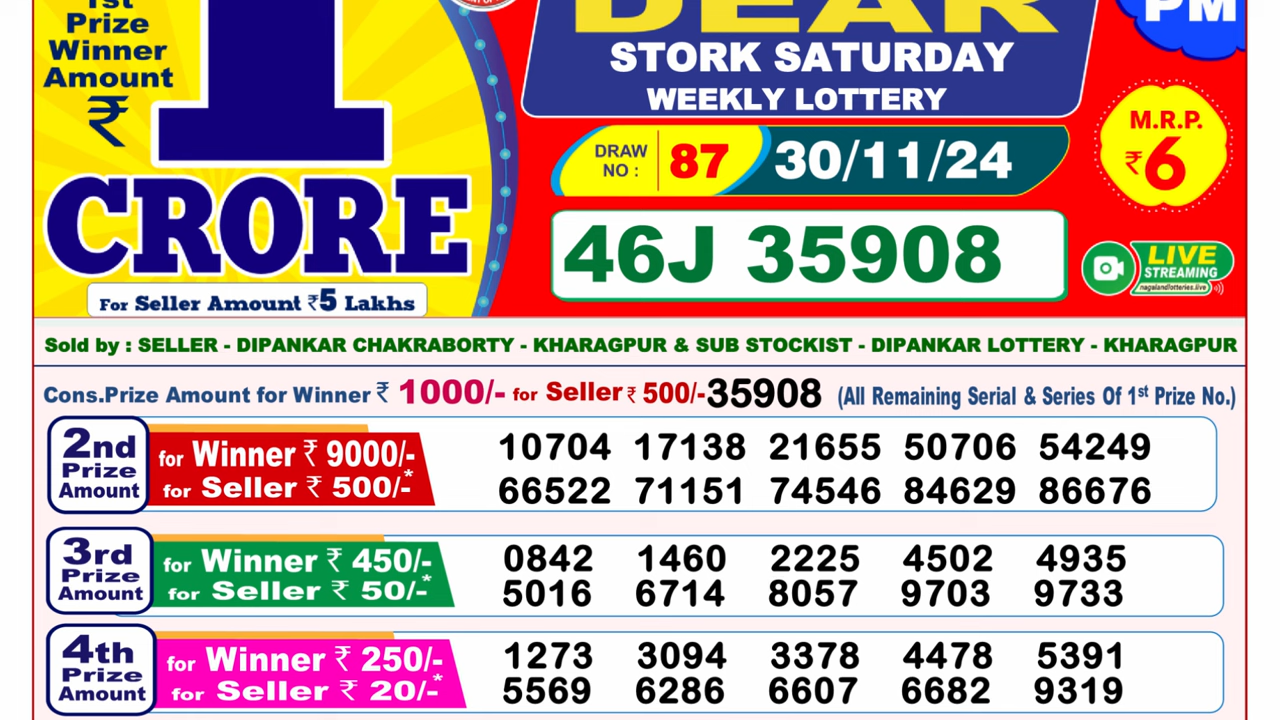 1st
Prize
Winner
Amount
₹
1
CRORE
For Seller Amount ₹5 Lakhs
DEAR
STORK SATURDAY
WEEKLY LOTTERY
PM
DRAW NO : 87 30/11/24
M.R.P.
₹6
46J 35908
LIVE
STREAMING
nagalandlotteries.live
Sold by : SELLER - DIPANKAR CHAKRABORTY - KHARAGPUR & SUB STOCKIST - DIPANKAR LOTTERY - KHARAGPUR
Cons.Prize Amount for Winner ₹ 1000/- for Seller ₹ 500/- 35908 (All Remaining Serial & Series Of 1st Prize No.)
2nd
Prize
Amount
for Winner ₹ 9000/-
for Seller ₹ 500/-*
10704 17138 21655 50706 54249
66522 71151 74546 84629 86676
3rd
Prize
Amount
for Winner ₹ 450/-
for Seller ₹ 50/-*
0842 1460 2225 4502 4935
5016 6714 8057 9703 9733
4th
Prize
Amount
for Winner ₹ 250/-
for Seller ₹ 20/-*
1273 3094 3378 4478 5391
5569 6286 6607 6682 9319